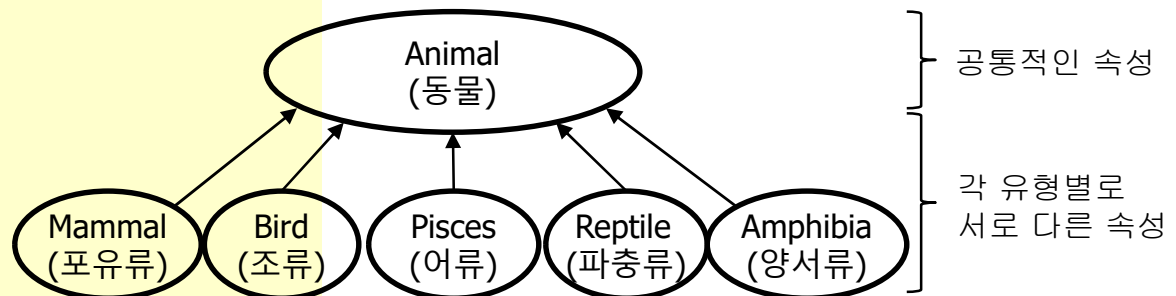 Animal
(동물)
공통적인 속성
Mammal
(포유류)
Bird
(조류)
Pisces
(어류)
Reptile
(파충류)
Amphibia
(양서류)
각 유형별로
서로 다른 속성